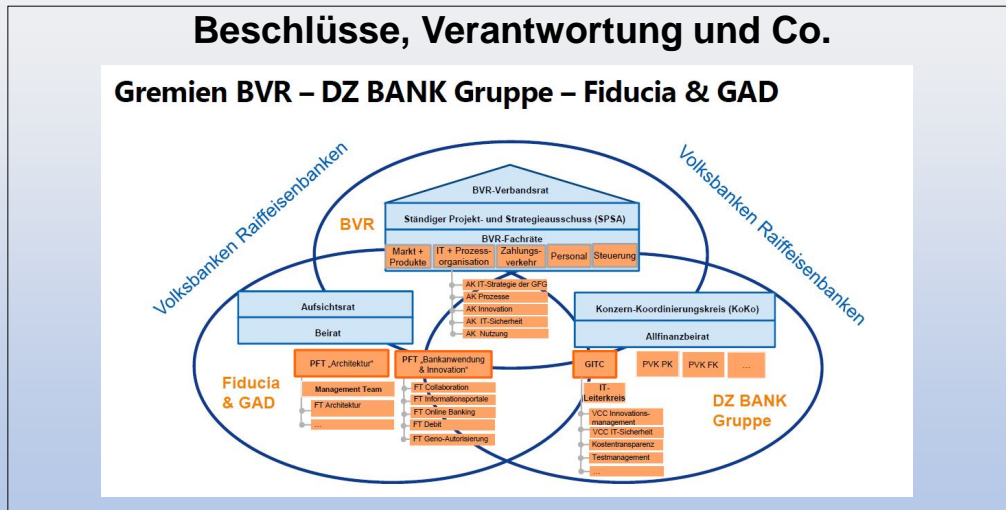 Beschlüsse, Verantwortung und Co.
Gremien BVR – DZ BANK Gruppe – Fiducia & GAD
Volksbanken Raiffeisenbanken
Volksbanken Raiffeisenbanken
BVR
BVR-Verbandsrat
Ständiger Projekt- und Strategieausschuss (SPSA)
BVR-Fachräte
Markt +
Produkte
IT + Prozess-
organisation
Zahlungs-
verkehr
Personal
Steuerung
AK IT-Strategie der GFG
AK Prozesse
AK Innovation
AK IT-Sicherheit
AK Nutzung
Aufsichtsrat
Beirat
PFT „Architektur“
Management Team
FT Architektur
...
PFT „Bankanwendung
& Innovation“
FT Collaboration
FT Informationsportale
FT Online Banking
FT Debit
FT Geno-Autorisierung
Fiducia
& GAD
Konzern-Koordinierungskreis (KoKo)
Allfinanzbeirat
GITC
PVK PK
PVK FK
...
IT-
Leiterkreis
VCC Innovations-
management
VCC IT-Sicherheit
Kostentransparenz
Testmanagement
...
DZ BANK
Gruppe